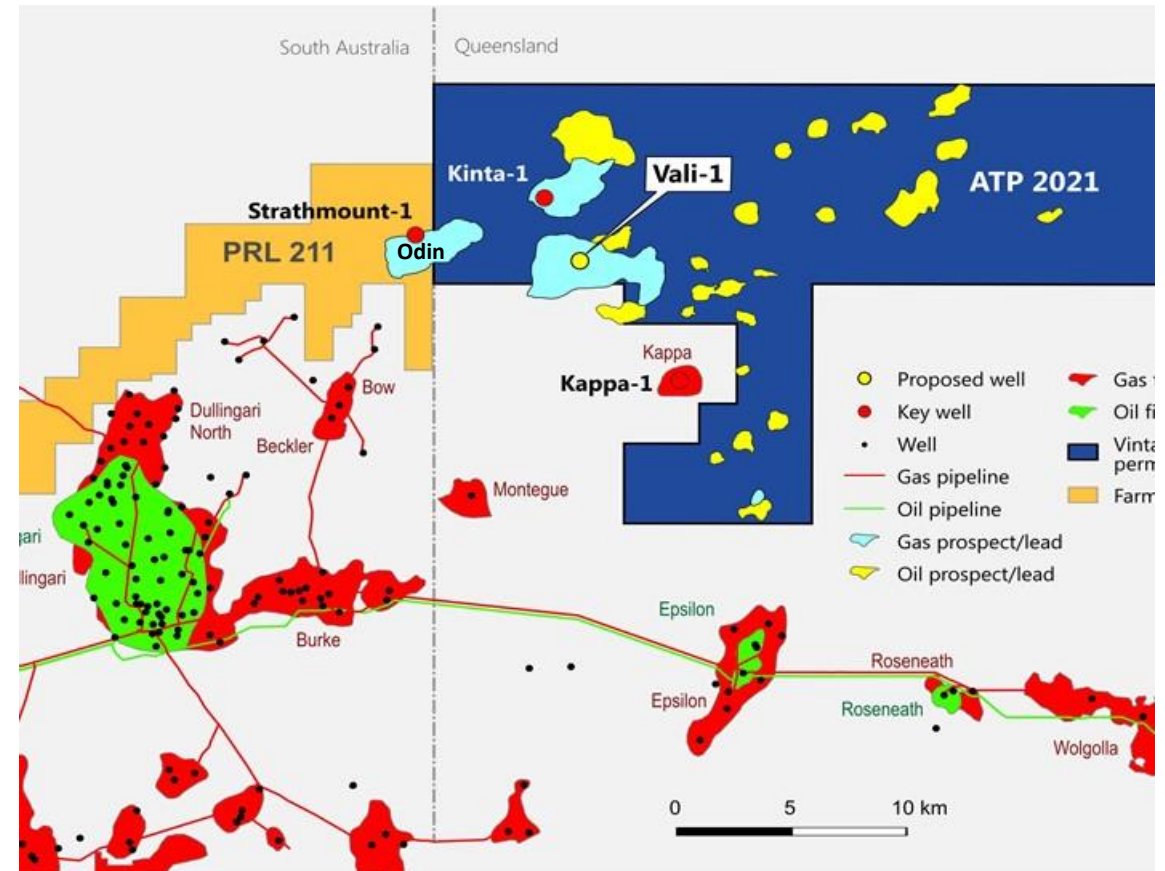 South Australia
Queensland
Kinta-1
Vali-1
ATP 2021
Strathmount-1
Odin
PRL 211
Kappa
Kappa-1
Bow
Dullingari
North
Beckler
Montegue
Burke
Epsilon
Epsilon
Roseneath
Roseneath
Wolgolla
Proposed well
Key well
Well
Gas pipeline
Oil pipeline
Gas prospect/lead
Oil prospect/lead
Gas
Oil
0 5 10 km